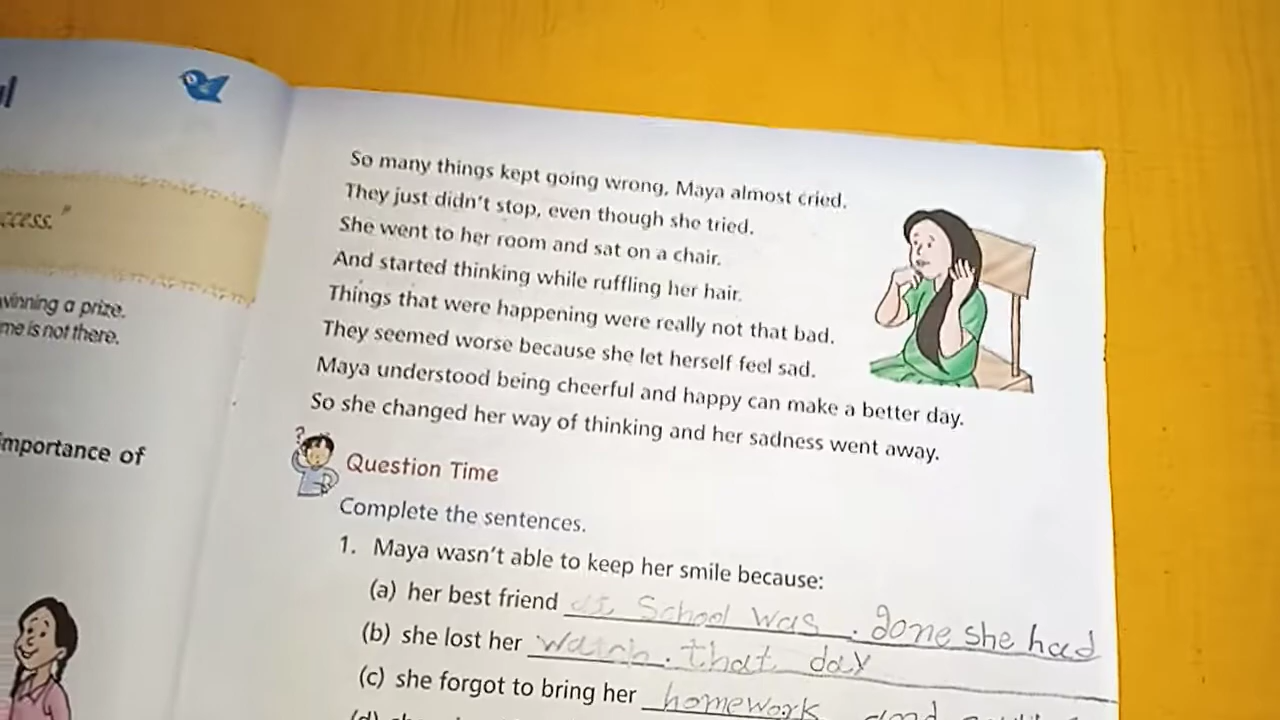 l
ccess."
winning a prize.
me is not there.
importance of
So many things kept going wrong, Maya almost cried.
They just didn't stop, even though she tried.
She went to her room and sat on a chair.
And started thinking while ruffling her hair.
Things that were happening were really not that bad.
They seemed worse because she let herself feel sad.
Maya understood being cheerful and happy can make a better day.
So she changed her way of thinking and her sadness went away.
?
Question Time
Complete the sentences.
1. Maya wasn't able to keep her smile because:
(a) her best friend at School was. gone she had
(b) she lost her watch. that day
(c) she forgot to bring her homework and
(d) she